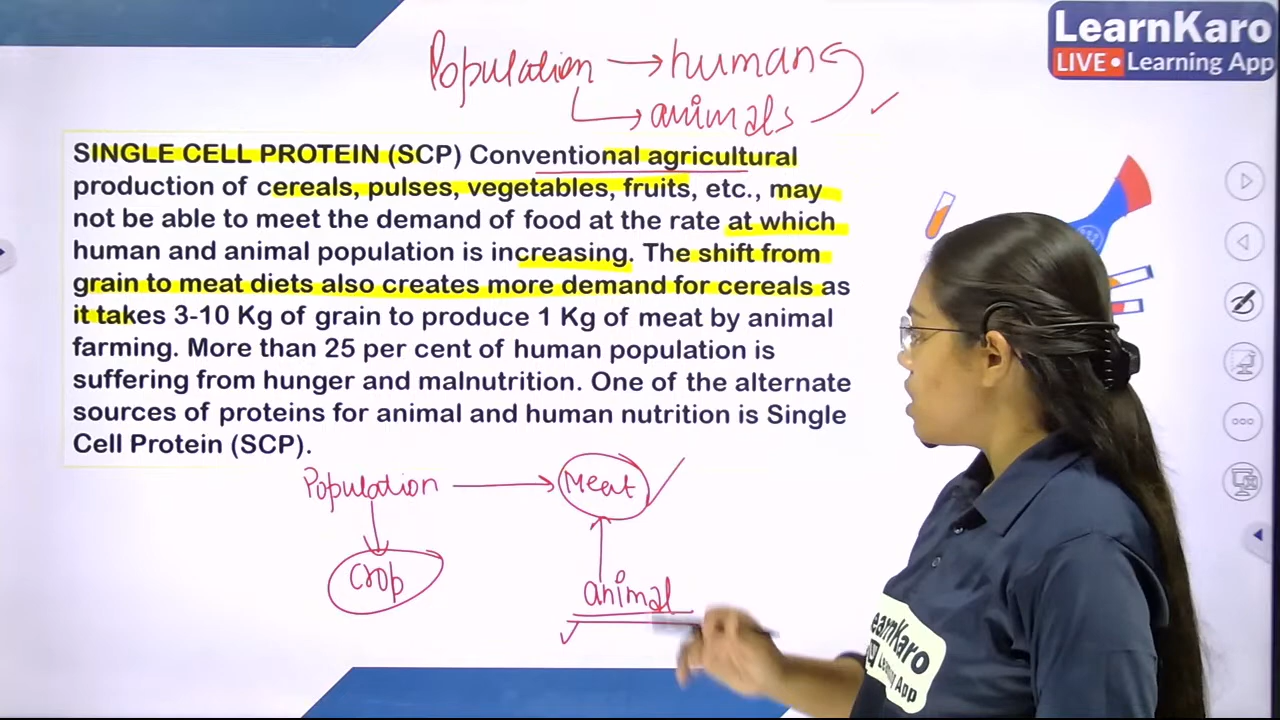 LearnKaro
LIVE • Learning App
Population → humans
→ animals
SINGLE CELL PROTEIN (SCP) Conventional agricultural
production of cereals, pulses, vegetables, fruits, etc., may
not be able to meet the demand of food at the rate at which
human and animal population is increasing. The shift from
grain to meat diets also creates more demand for cereals as
it takes 3-10 Kg of grain to produce 1 Kg of meat by animal
farming. More than 25 per cent of human population is
suffering from hunger and malnutrition. One of the alternate
sources of proteins for animal and human nutrition is Single
Cell Protein (SCP).
Population → Meat
Crop
animal
earnKaro
Learning App